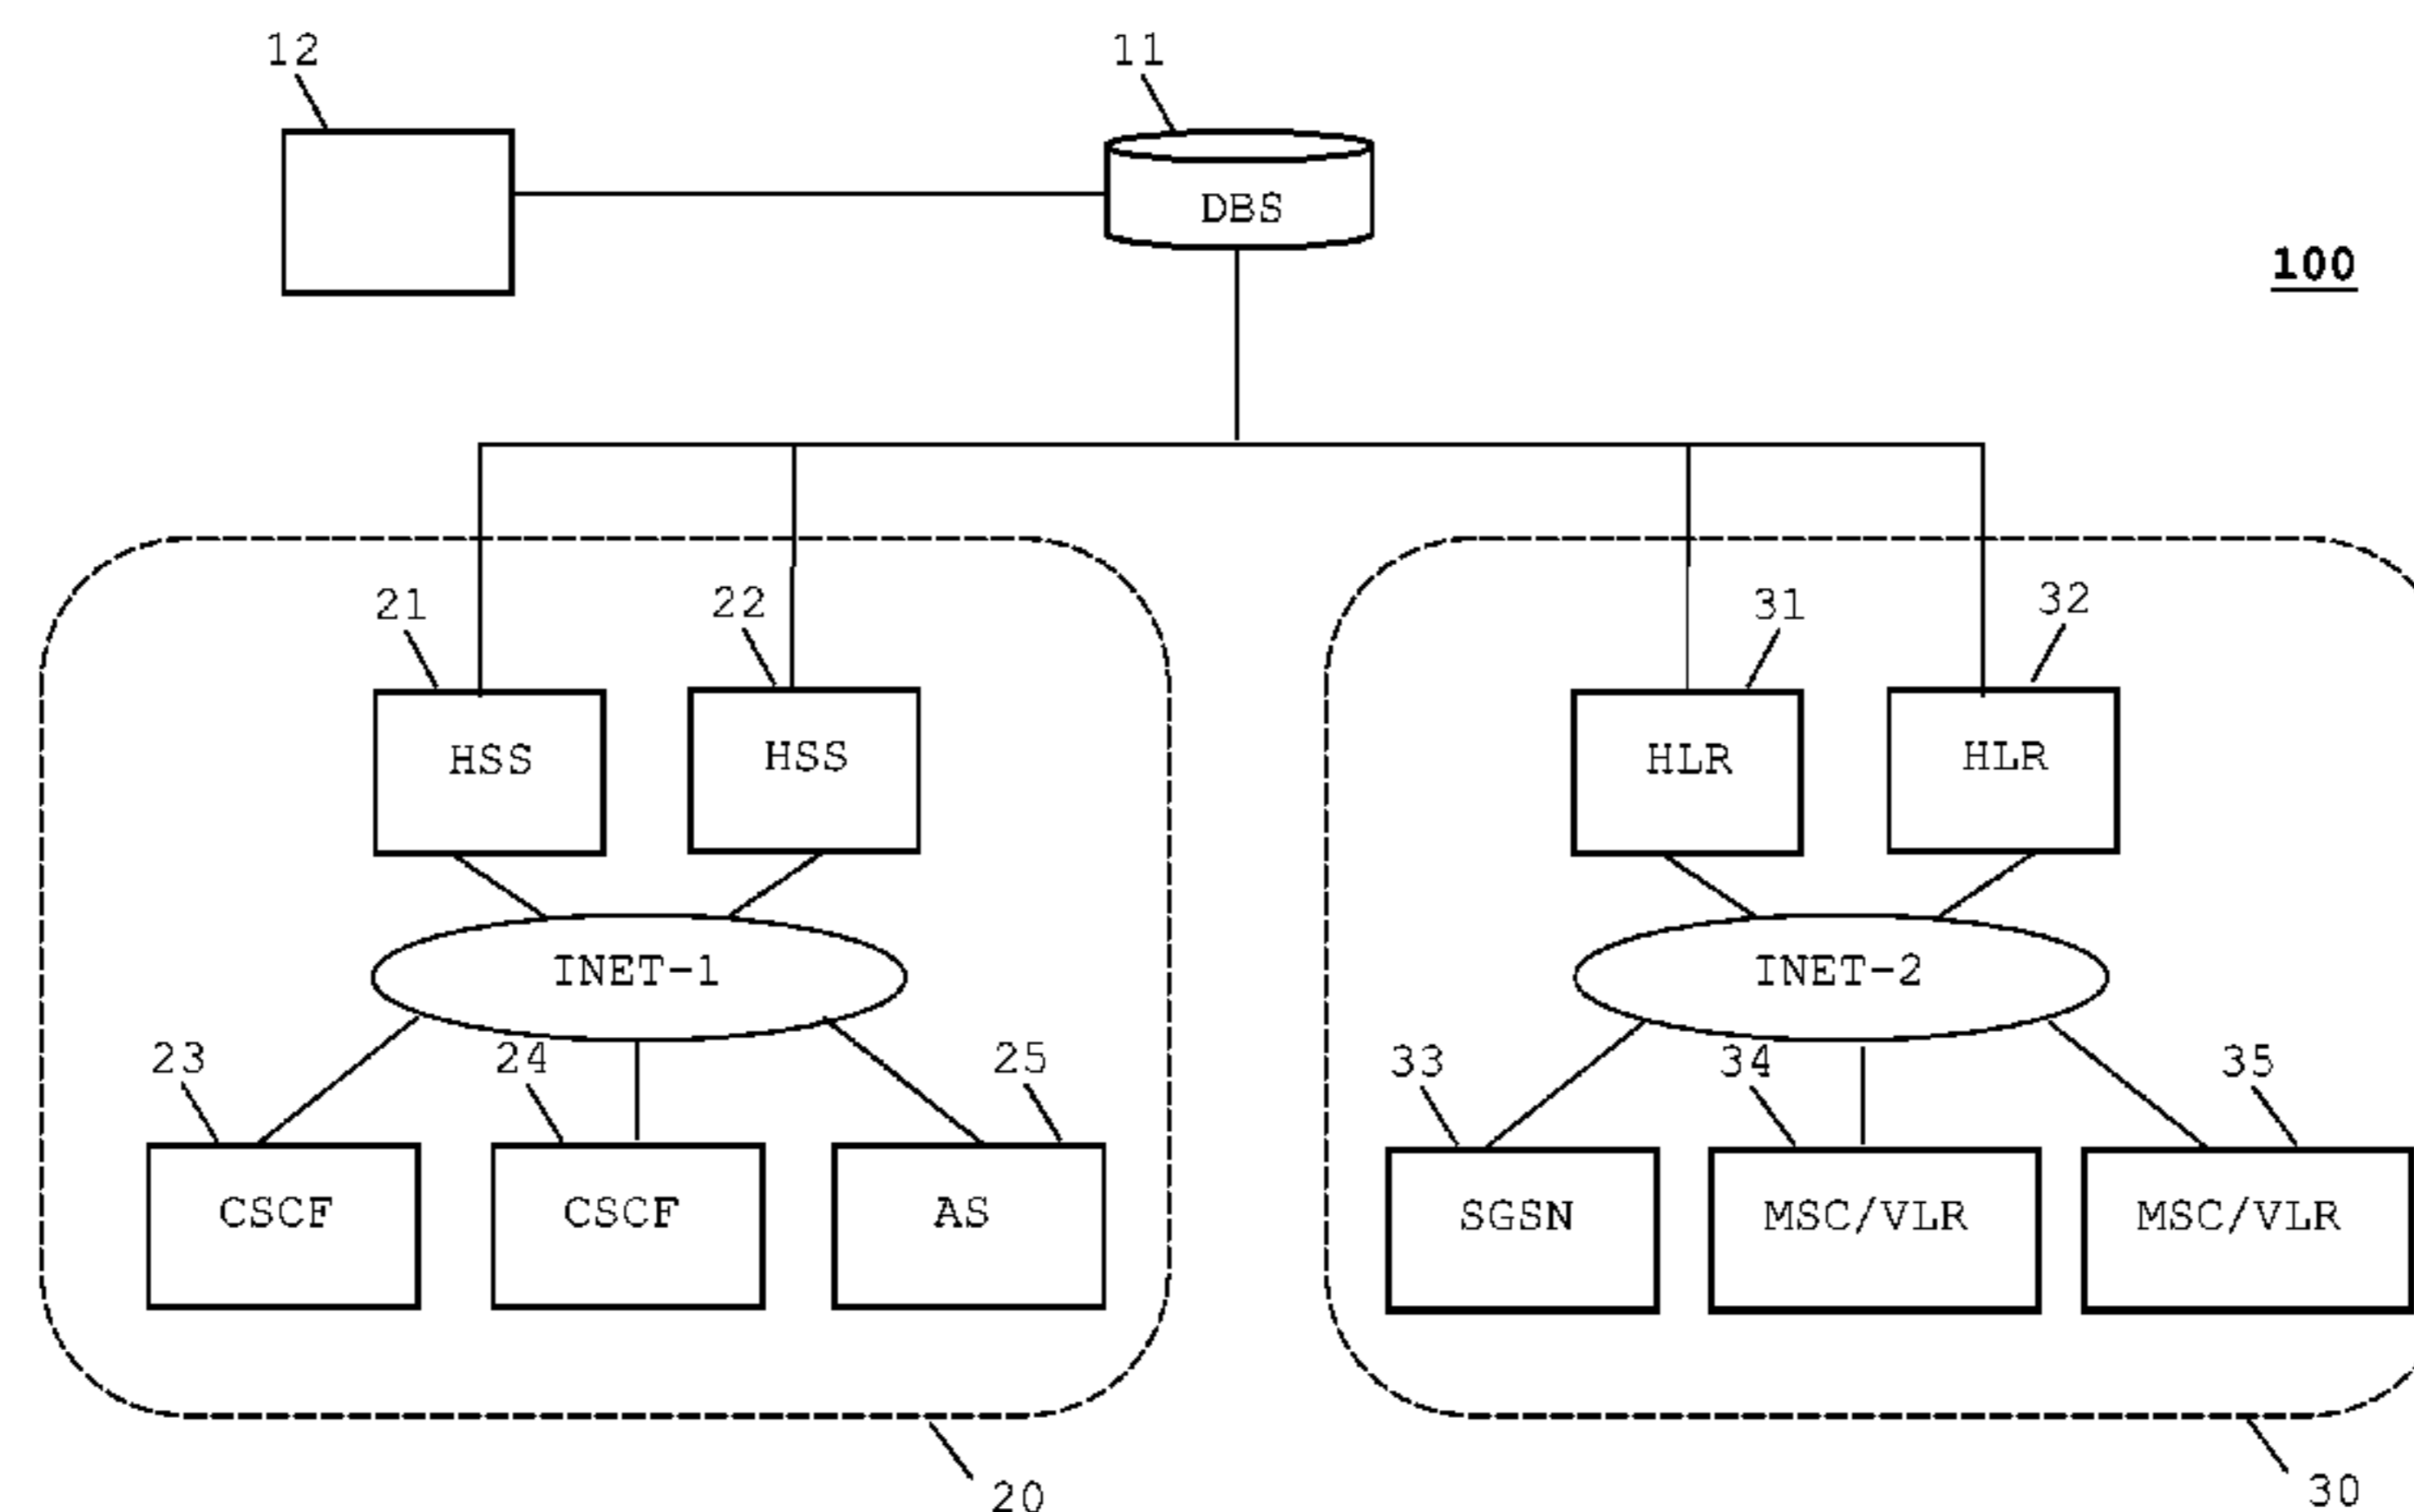 12 11
DBS
100
21 22 31 32
HSS HSS HLR HLR
INET-1 INET-2
23 24 25 33 34 35
CSCF CSCF AS SGSN MSC/VLR MSC/VLR
20 30